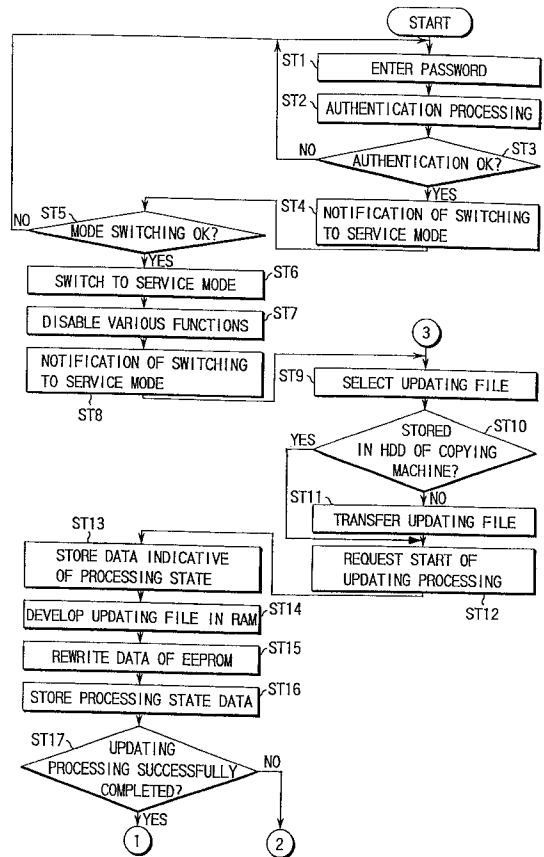 START
ST1
ENTER PASSWORD
ST2
AUTHENTICATION PROCESSING
ST3
NO
AUTHENTICATION OK?
YES
ST4
NOTIFICATION OF SWITCHING
TO SERVICE MODE
ST5
NO
MODE SWITCHING OK?
YES
ST6
SWITCH TO SERVICE MODE
ST7
DISABLE VARIOUS FUNCTIONS
NOTIFICATION OF SWITCHING
TO SERVICE MODE
ST8
3
ST9
SELECT UPDATING FILE
ST10
YES
STORED
IN HDD OF COPYING
MACHINE?
NO
ST11
TRANSFER UPDATING FILE
REQUEST START OF
UPDATING PROCESSING
ST12
ST13
STORE DATA INDICATIVE
OF PROCESSING STATE
ST14
DEVELOP UPDATING FILE IN RAM
ST15
REWRITE DATA OF EEPROM
ST16
STORE PROCESSING STATE DATA
ST17
UPDATING
PROCESSING SUCCESSFULLY
COMPLETED?
NO
YES
1
2